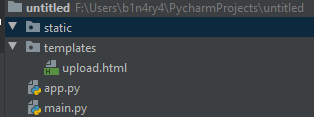 untitled F:\Users\b1n4ry4\PycharmProjects\untitled
static
templates
upload.html
app.py
main.py